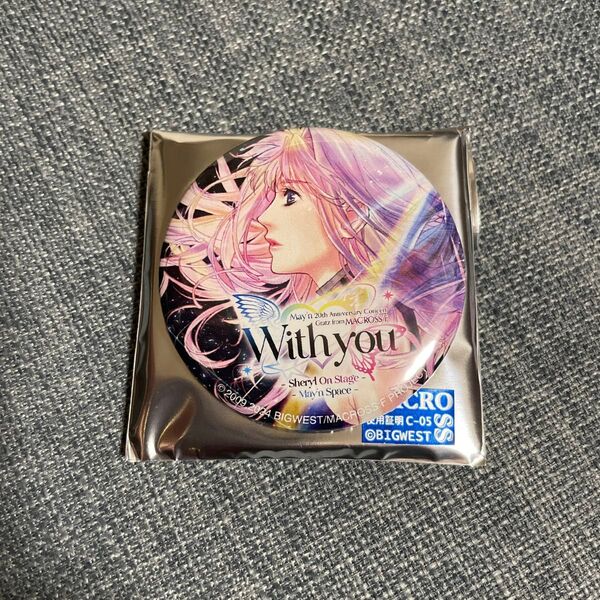 May'n 20th Anniversary Concert
Gratz from MACROSS F
With you
- Sheryl On Stage -
- May'n Space -
©2009,2024 BIGWEST/MACROSS F PROJECT
CRO
使用証明 C-05
©BIGWEST
SS